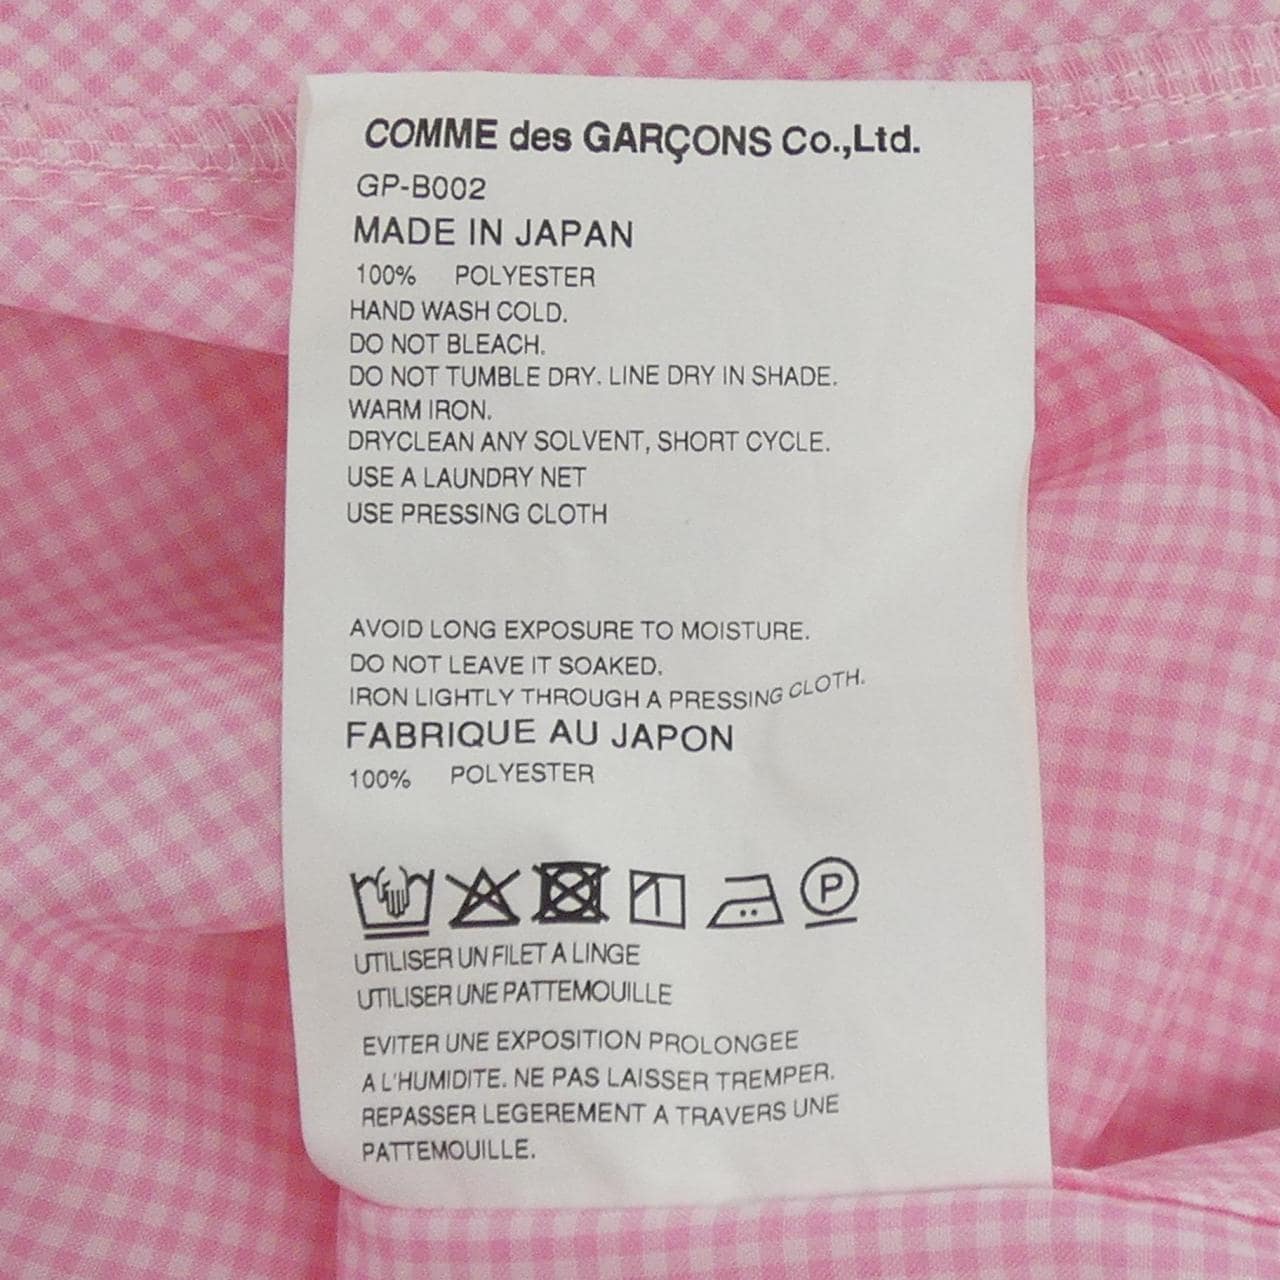 COMME des GARÇONS Co.,Ltd.
GP-B002
MADE IN JAPAN
100% POLYESTER
HAND WASH COLD.
DO NOT BLEACH.
DO NOT TUMBLE DRY. LINE DRY IN SHADE.
WARM IRON.
DRYCLEAN ANY SOLVENT, SHORT CYCLE.
USE A LAUNDRY NET
USE PRESSING CLOTH
AVOID LONG EXPOSURE TO MOISTURE.
DO NOT LEAVE IT SOAKED.
IRON LIGHTLY THROUGH A PRESSING CLOTH.
FABRIQUE AU JAPON
100% POLYESTER
P
UTILISER UN FILET A LINGE
UTILISER UNE PATTEMOUILLE
EVITER UNE EXPOSITION PROLONGEE
A L'HUMIDITE. NE PAS LAISSER TREMPER.
REPASSER LEGEREMENT A TRAVERS UNE
PATTEMOUILLE.